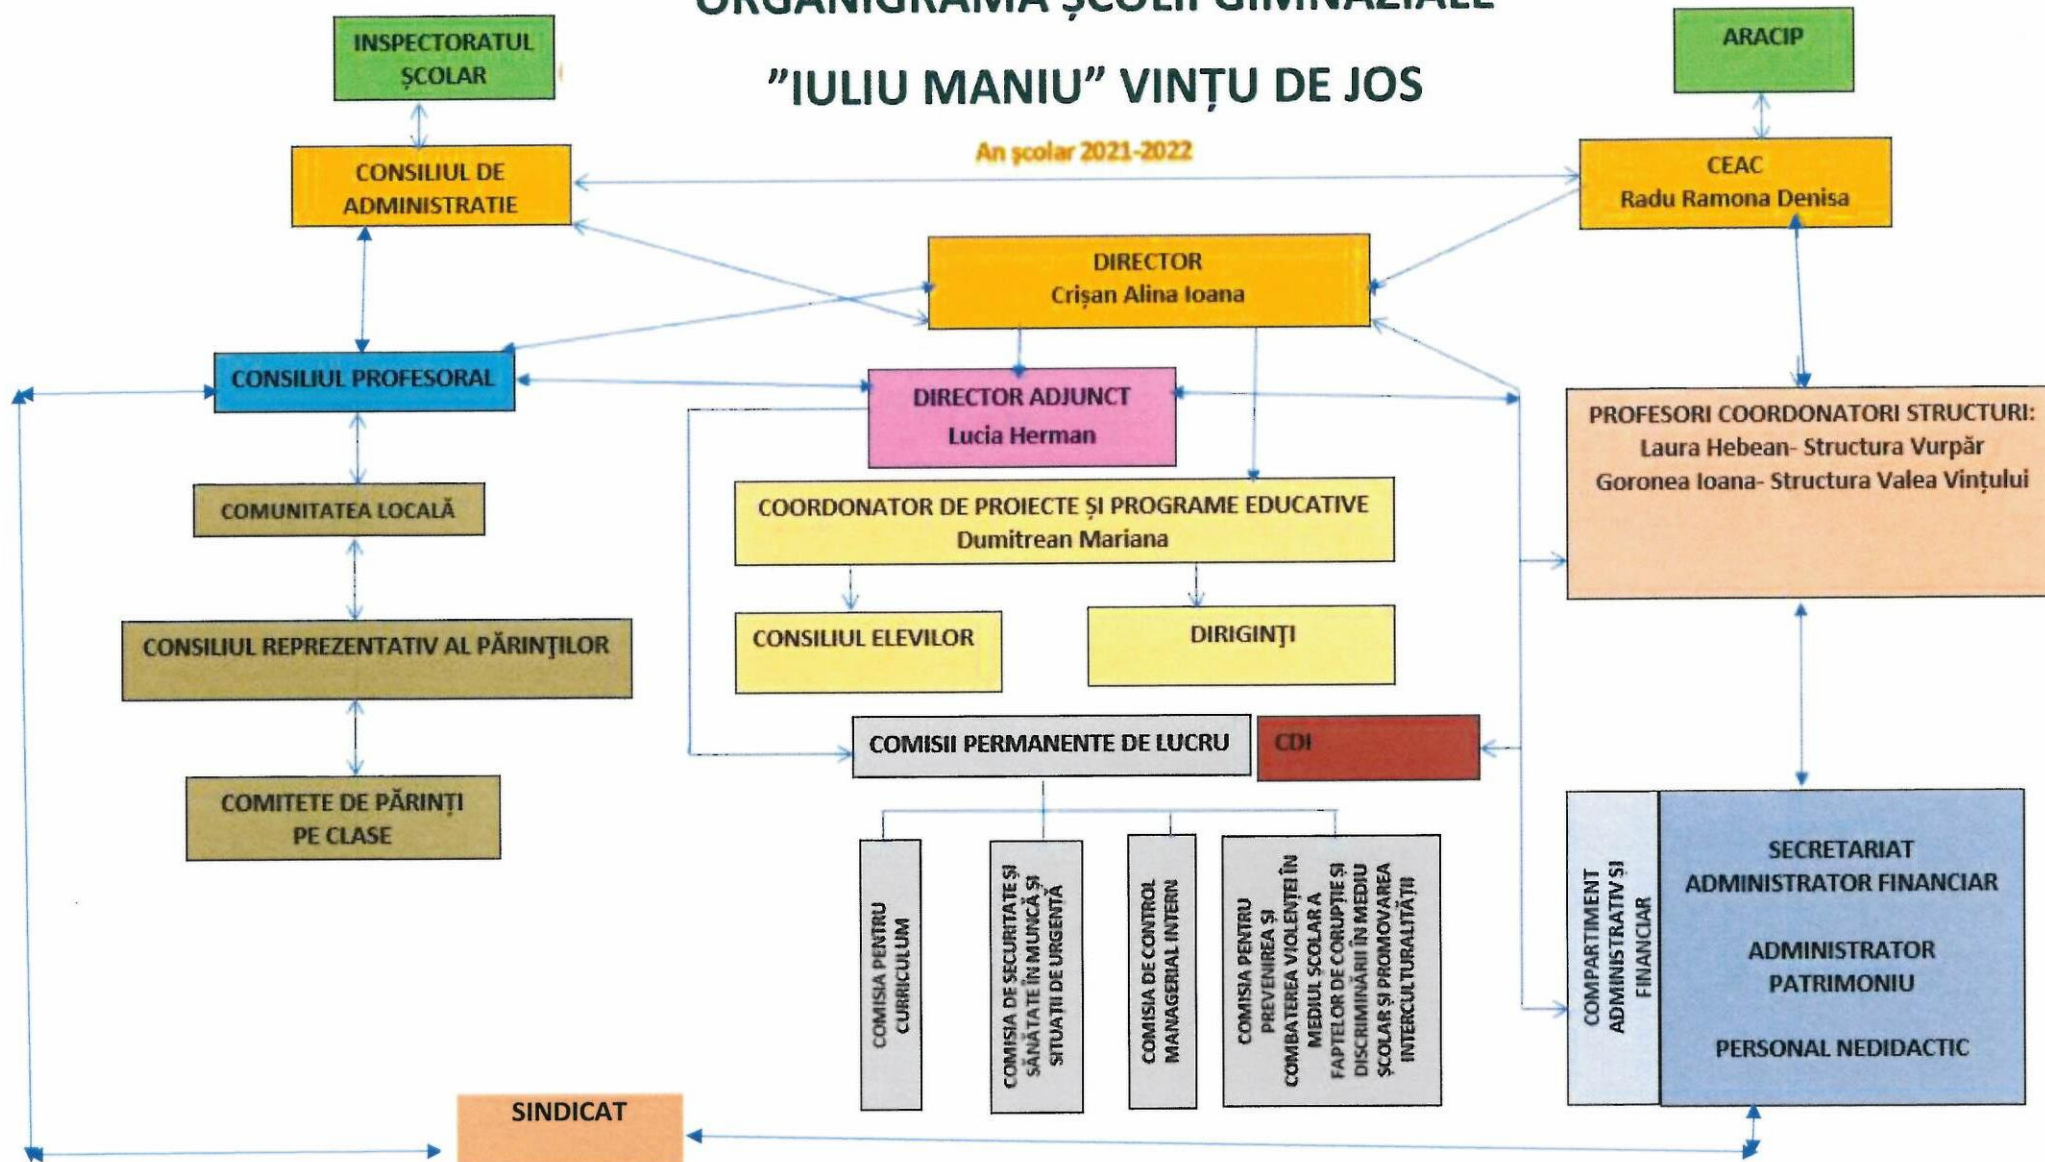 ORGANIGRAMA ȘCOLII GIMNAZIALE
”IULIU MANIU” VINȚU DE JOS
An școlar 2021-2022
INSPECTORATUL
ȘCOLAR
ARACIP
CONSILIUL DE
ADMINISTRATIE
CEAC
Radu Ramona Denisa
DIRECTOR
Crișan Alina Ioana
CONSILIUL PROFESORAL
DIRECTOR ADJUNCT
Lucia Herman
PROFESORI COORDONATORI STRUCTURI:
Laura Hebean- Structura Vurpăr
Goronea Ioana- Structura Valea Vințului
COMUNITATEA LOCALĂ
COORDONATOR DE PROIECTE ȘI PROGRAME EDUCATIVE
Dumitrean Mariana
CONSILIUL REPREZENTATIV AL PĂRINȚILOR
CONSILIUL ELEVILOR
DIRIGINȚI
COMISII PERMANENTE DE LUCRU
CDI
COMITETE DE PĂRINȚI
PE CLASE
COMISIA PENTRU
CURRICULUM
COMISIA DE SECURITATE ȘI
SĂNĂTATE ÎN MUNCĂ ȘI
SITUAȚII DE URGENȚĂ
COMISIA DE CONTROL
MANAGERIAL INTERN
COMISIA PENTRU
PREVENIREA ȘI
COMBATEREA VIOLENȚEI ÎN
MEDIUL ȘCOLAR A
FAPTELOR DE CORUPȚIE ȘI
DISCRIMINĂRII ÎN MEDIU
ȘCOLAR ȘI PROMOVAREA
INTERCULTURALITĂȚII
COMPARTIMENT
ADMINISTRATIV ȘI
FINANCIAR
SECRETARIAT
ADMINISTRATOR FINANCIAR
ADMINISTRATOR
PATRIMONIU
PERSONAL NEDIDACTIC
SINDICAT